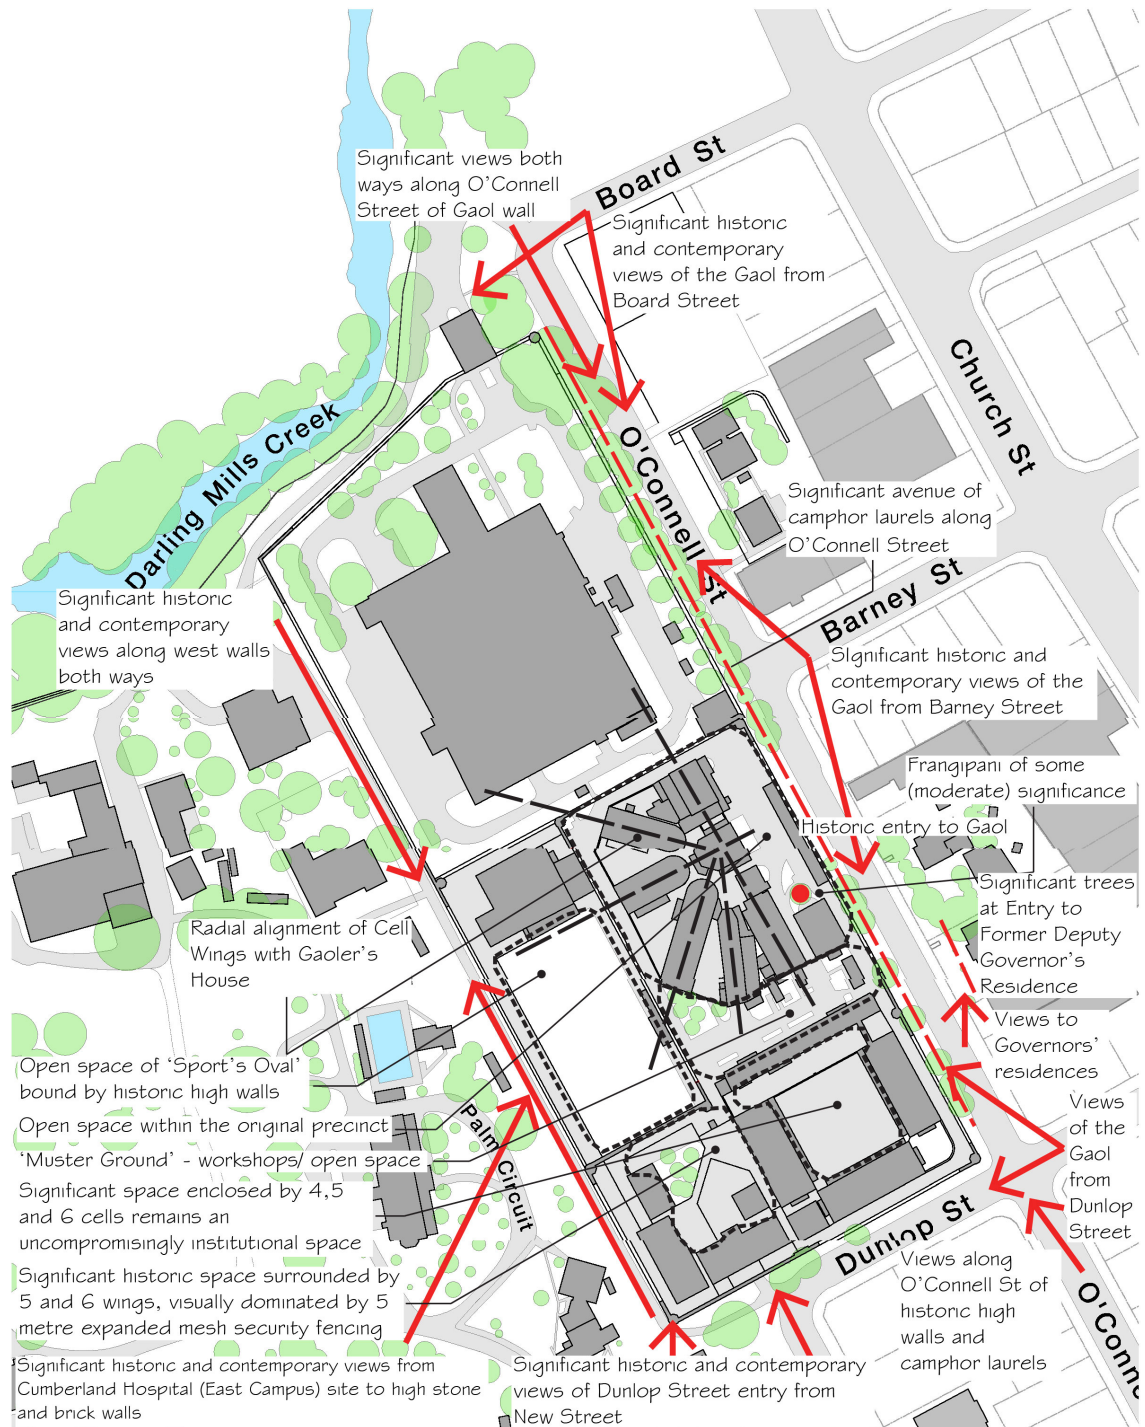 Significant views both
ways along O'Connell
Street of Gaol wall
Board St
Significant historic
and contemporary
views of the Gaol from
Board Street
Church St
Darling Mills Creek
O'Connell St
Significant avenue of
camphor laurels along
O'Connell Street
Barney St
Significant historic
and contemporary
views along west walls
both ways
SIgnificant historic and
contemporary views of the
Gaol from Barney Street
Frangipani of some
(moderate) significance
Historic entry to Gaol
Significant trees
at Entry to
Former Deputy
Governor's
Residence
Radial alignment of Cell
Wings with Gaoler's
House
Views to
Governors'
residences
Open space of 'Sport's Oval'
bound by historic high walls
Open space within the original precinct
'Muster Ground' - workshops/ open space
Palm Circuit
Views
of the
Gaol
from
Dunlop
Street
Significant space enclosed by 4,5
and 6 cells remains an
uncompromisingly institutional space
Dunlop St
Significant historic space surrounded by
5 and 6 wings, visually dominated by 5
metre expanded mesh security fencing
Views along
O'Connell St of
historic high
walls and
camphor laurels
O'Conne
Significant historic and contemporary views from
Cumberland Hospital (East Campus) site to high stone
and brick walls
Significant historic and contemporary
views of Dunlop Street entry from
New Street